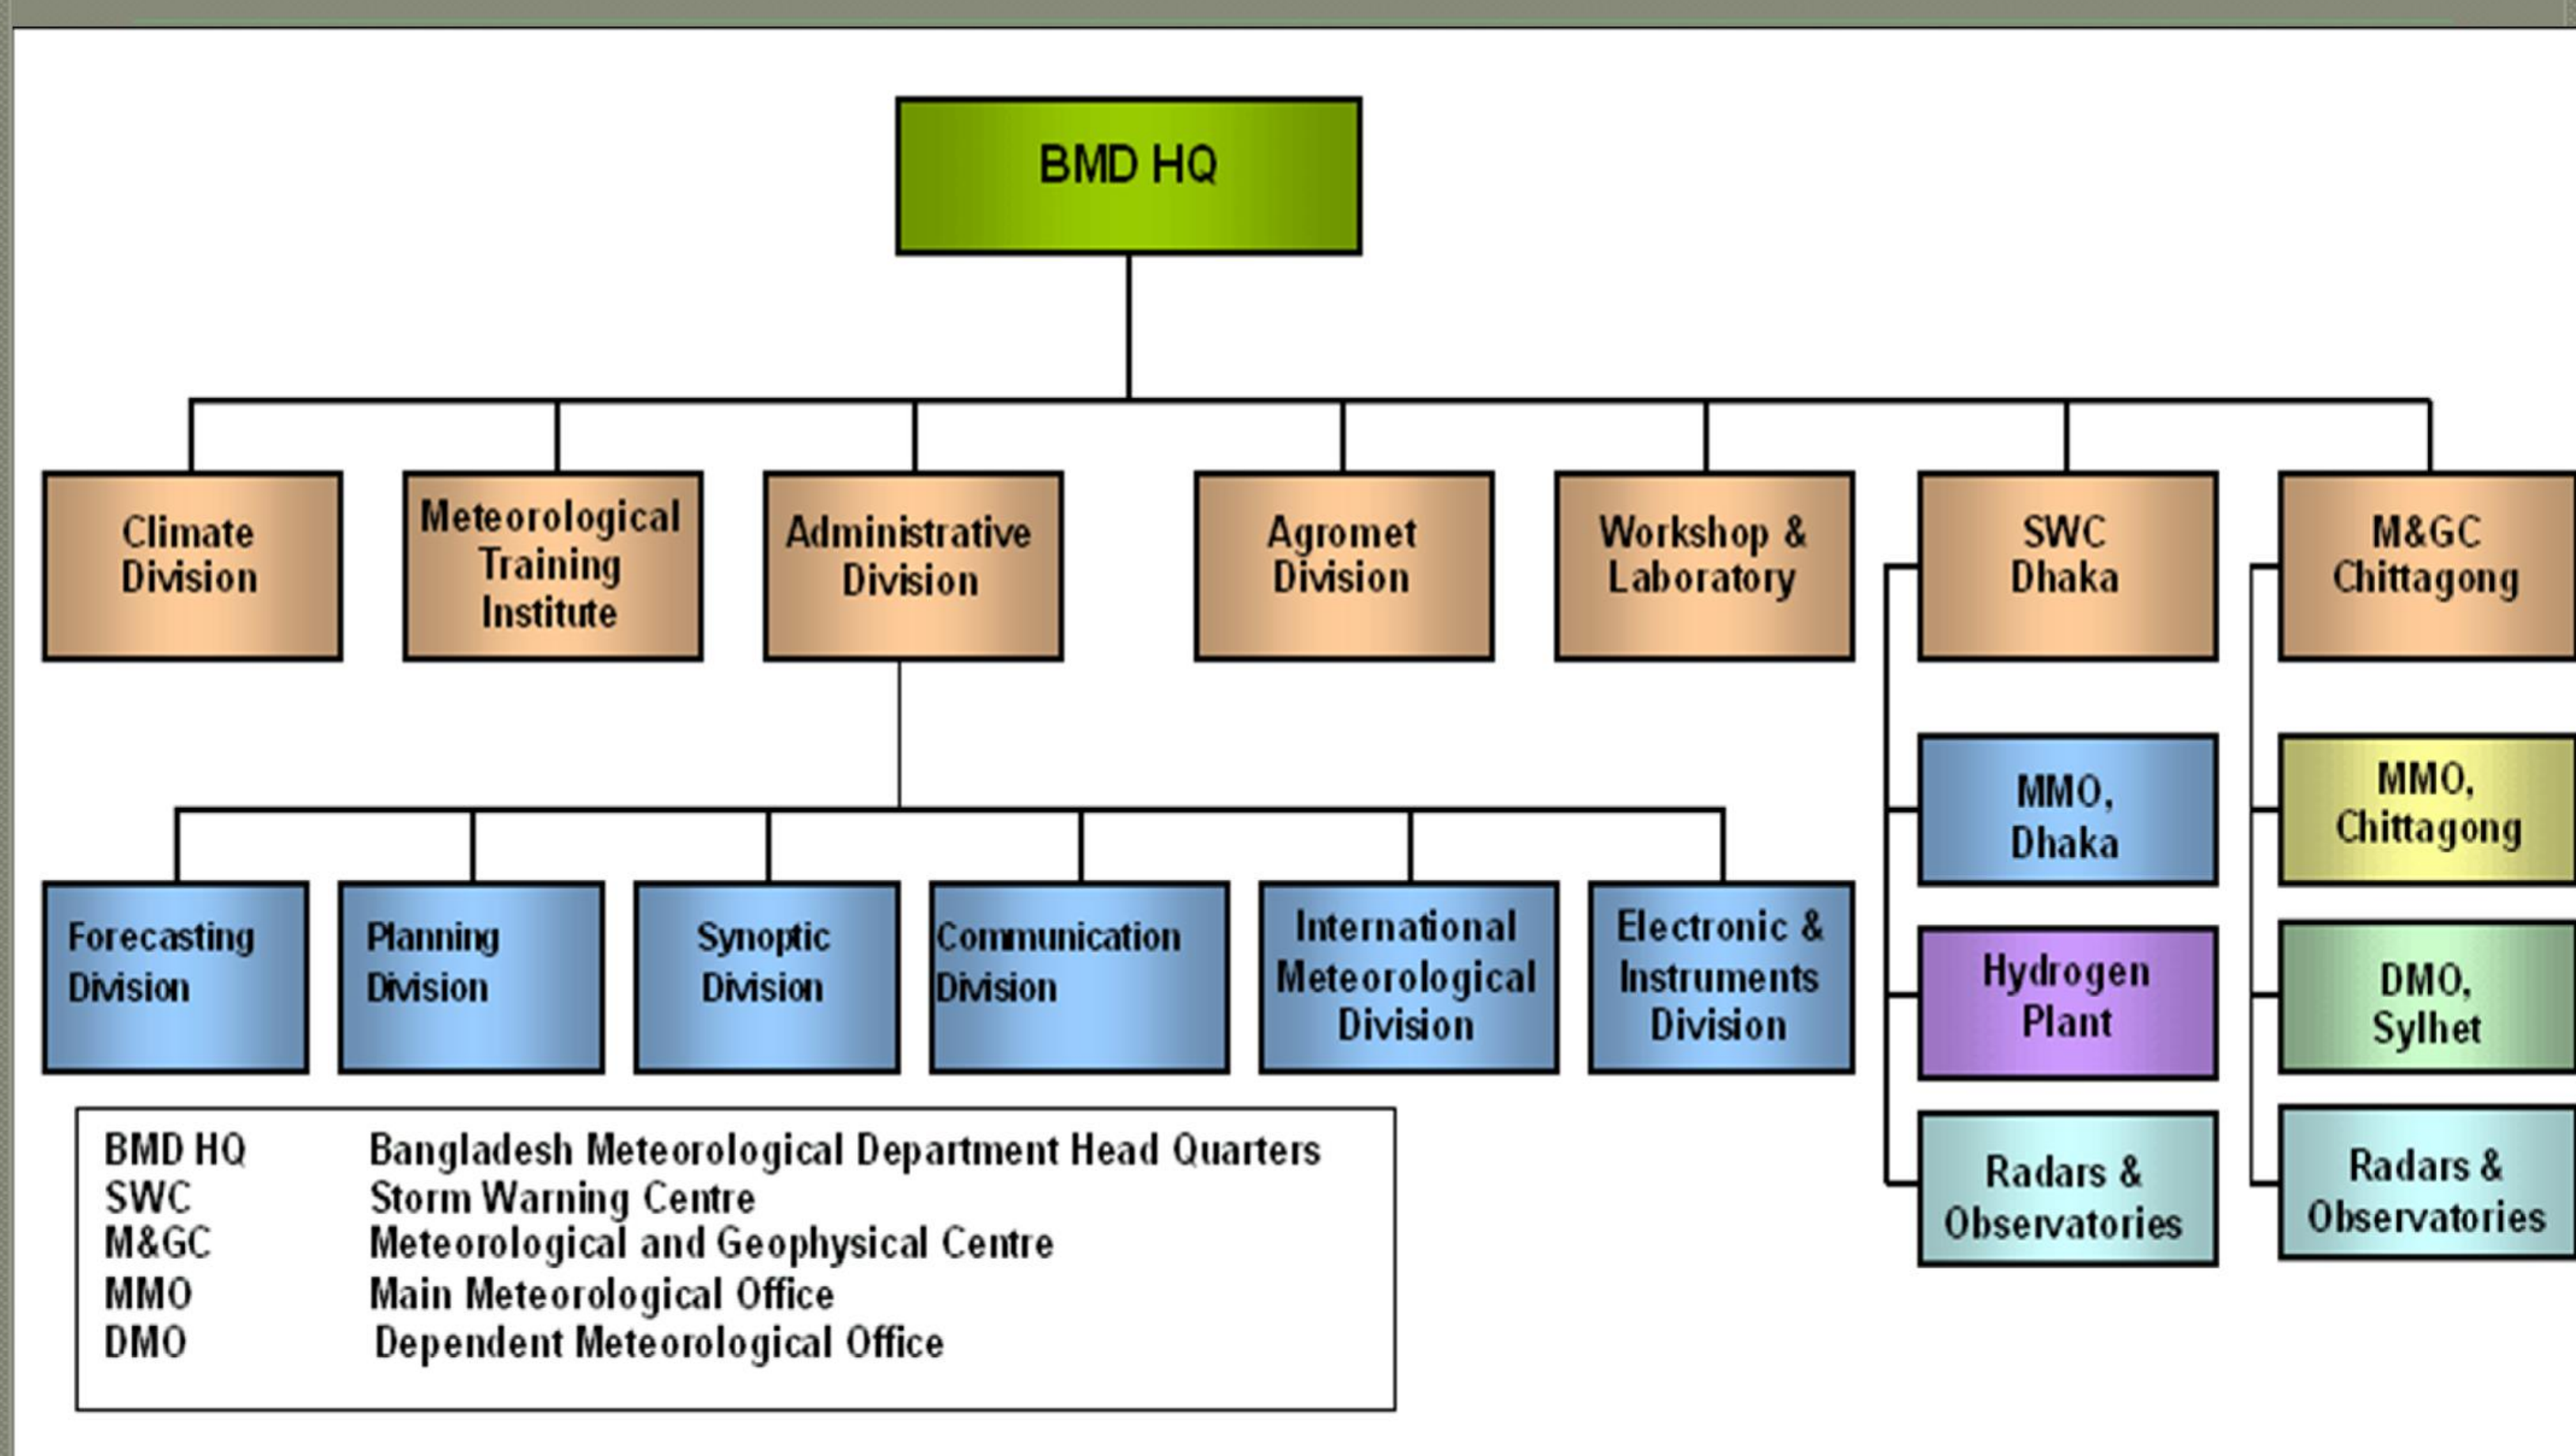 BMD HQ
Climate
Division
Meteorological
Training
Institute
Administrative
Division
Agromet
Division
Workshop &
Laboratory
SWC
Dhaka
M&GC
Chittagong
MMO,
Dhaka
MMO,
Chittagong
Forecasting
Division
Planning
Division
Synoptic
Division
Communication
Division
International
Meteorological
Division
Electronic &
Instruments
Division
Hydrogen
Plant
DMO,
Sylhet
Radars &
Observatories
Radars &
Observatories
BMD HQ Bangladesh Meteorological Department Head Quarters
SWC Storm Warning Centre
M&GC Meteorological and Geophysical Centre
MMO Main Meteorological Office
DMO Dependent Meteorological Office